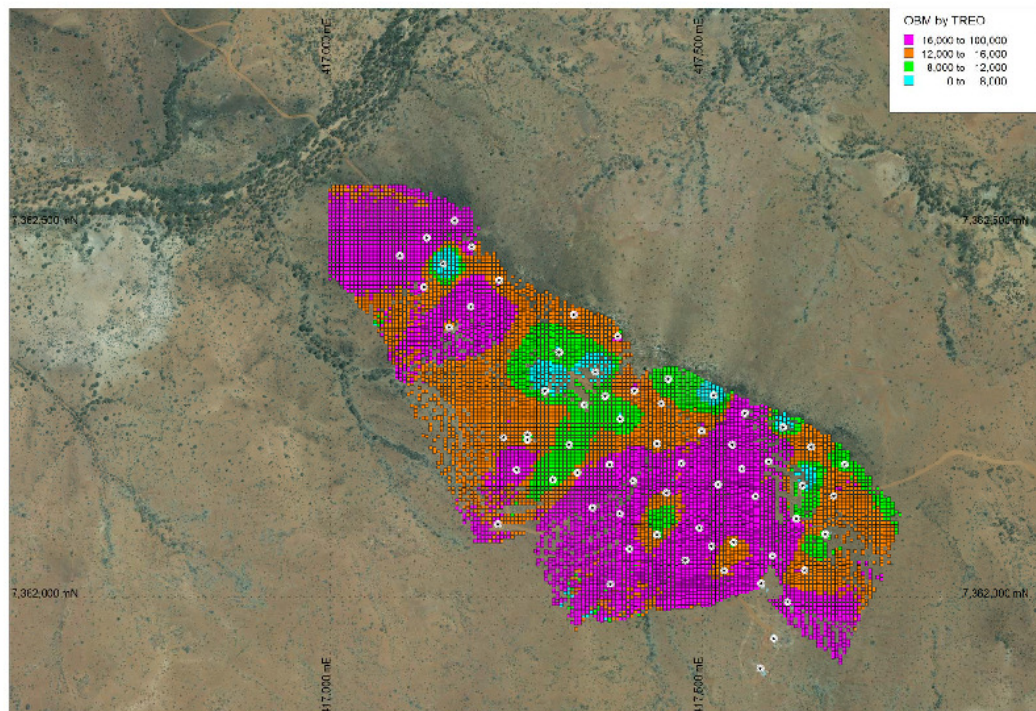 OBM by TREO
16,000 to 100,000
12,000 to 16,000
8,000 to 12,000
0 to 8,000
417,000 mE
417,500 mE
7,362,500 mN
7,362,500 mN
7,362,000 mN
7,362,000 mN
417,000 mE
417,500 mE